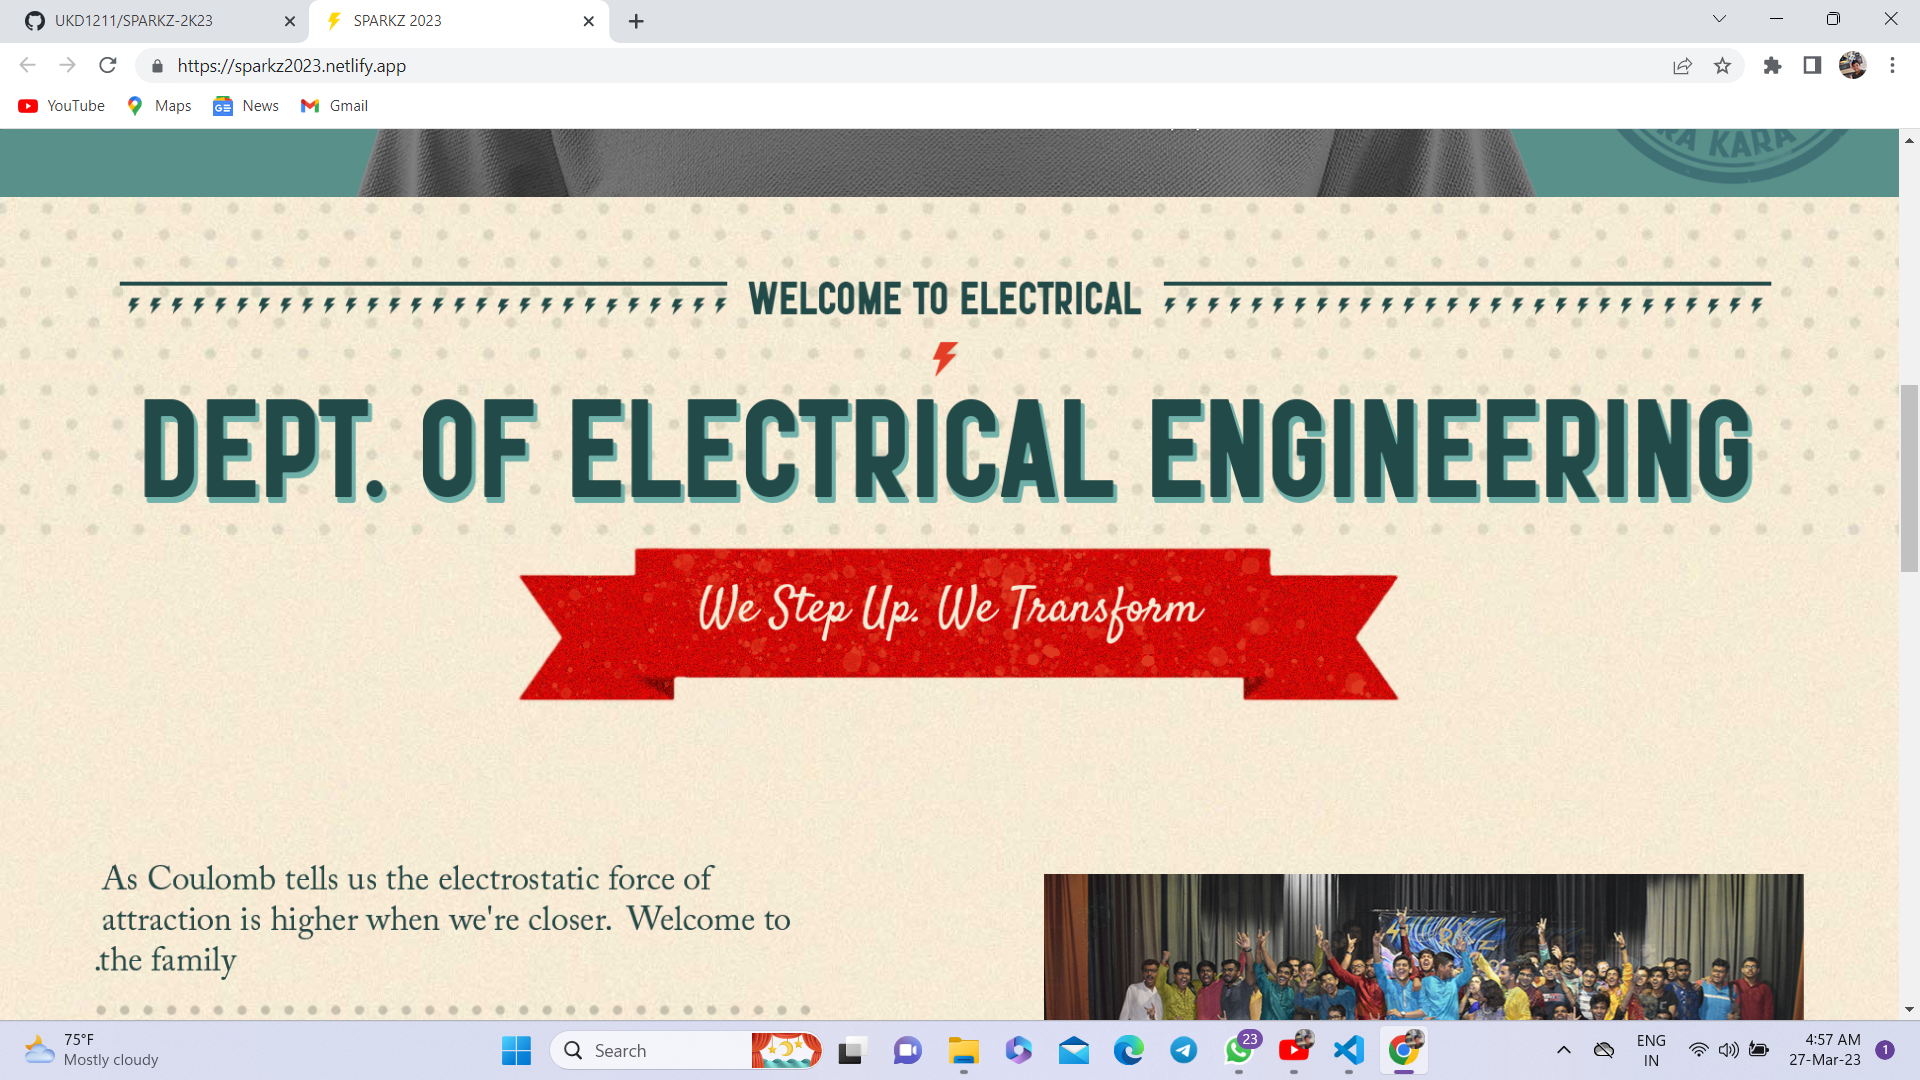 UKD1211/SPARKZ-2K23
SPARKZ 2023
https://sparkz2023.netlify.app
YouTube Maps News Gmail
RA KARA
WELCOME TO ELECTRICAL
DEPT. OF ELECTRICAL ENGINEERING
We Step Up. We Transform
As Coulomb tells us the electrostatic force of
attraction is higher when we're closer. Welcome to
.the family
75°F
Mostly cloudy
Search
23
ENG
IN
4:57 AM
27-Mar-23
1